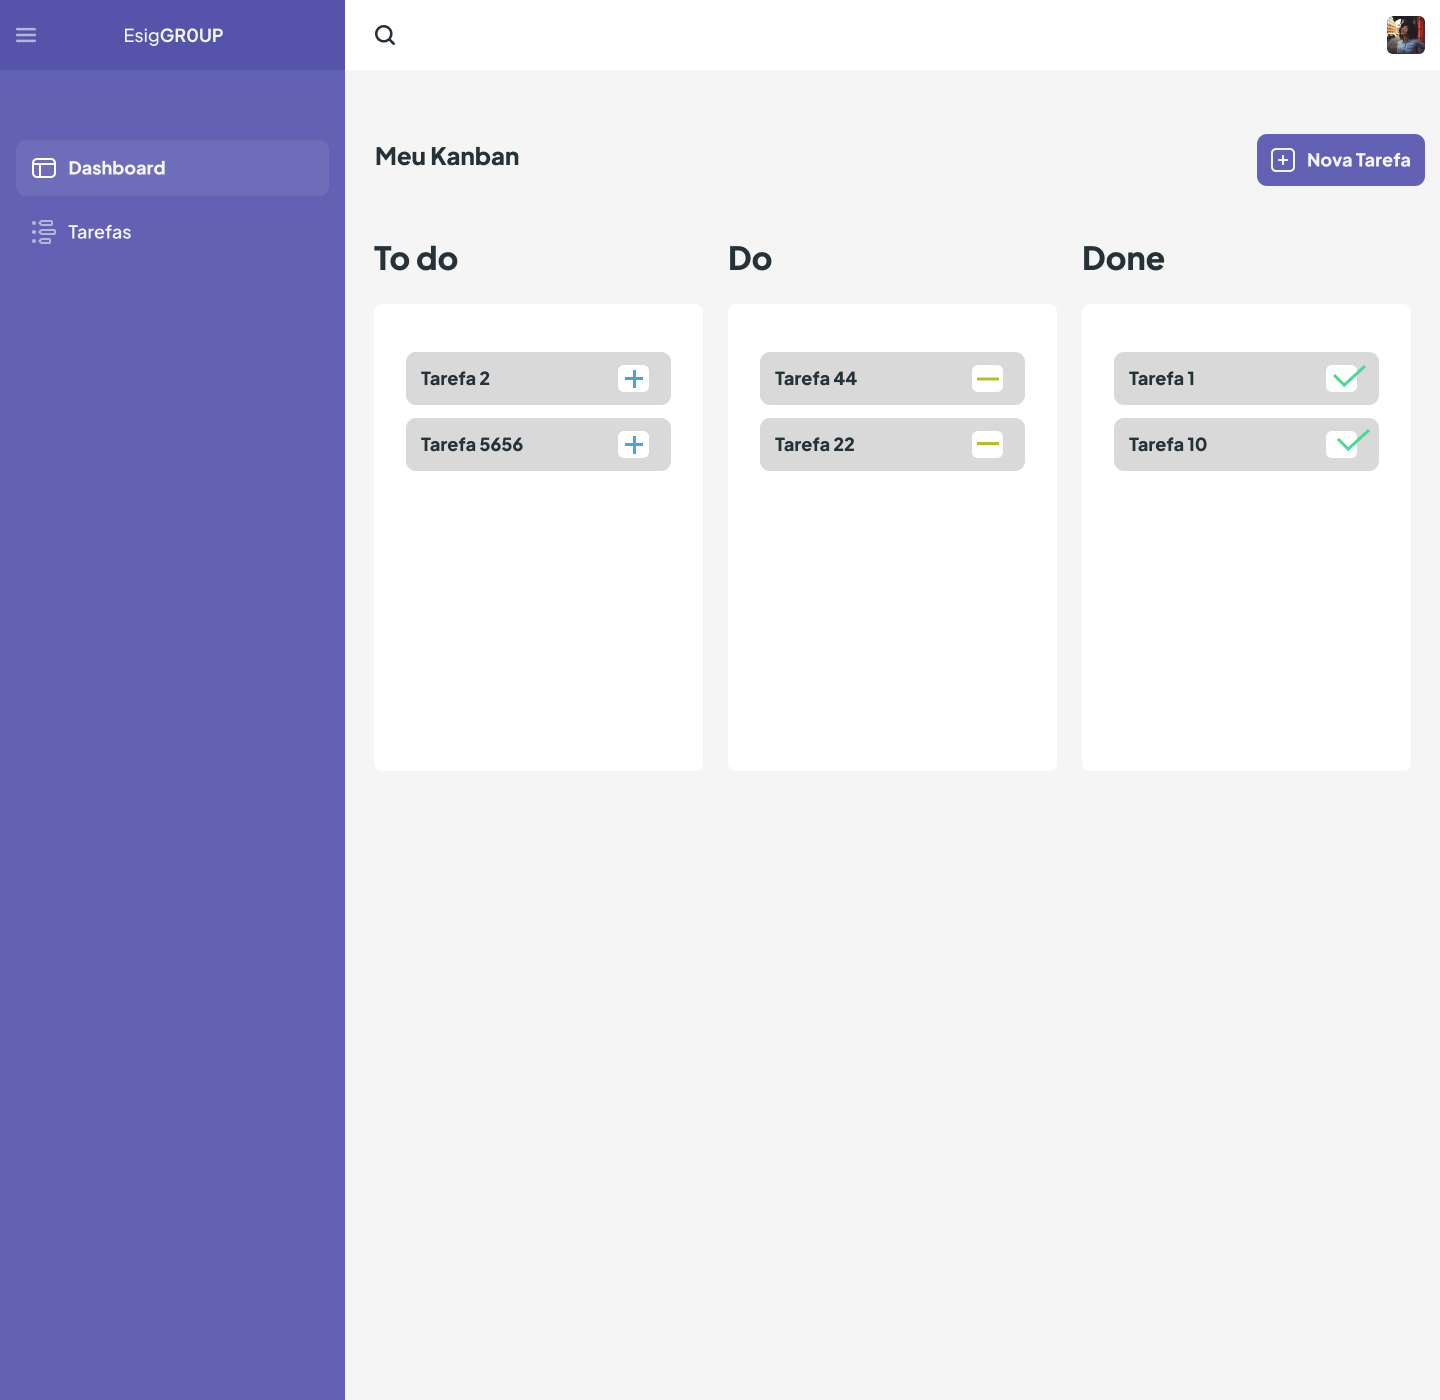 EsigGR0UP
Dashboard
Tarefas
Meu Kanban
Nova Tarefa
To do
Tarefa 2
Tarefa 5656
Do
Tarefa 44
Tarefa 22
Done
Tarefa 1
Tarefa 10